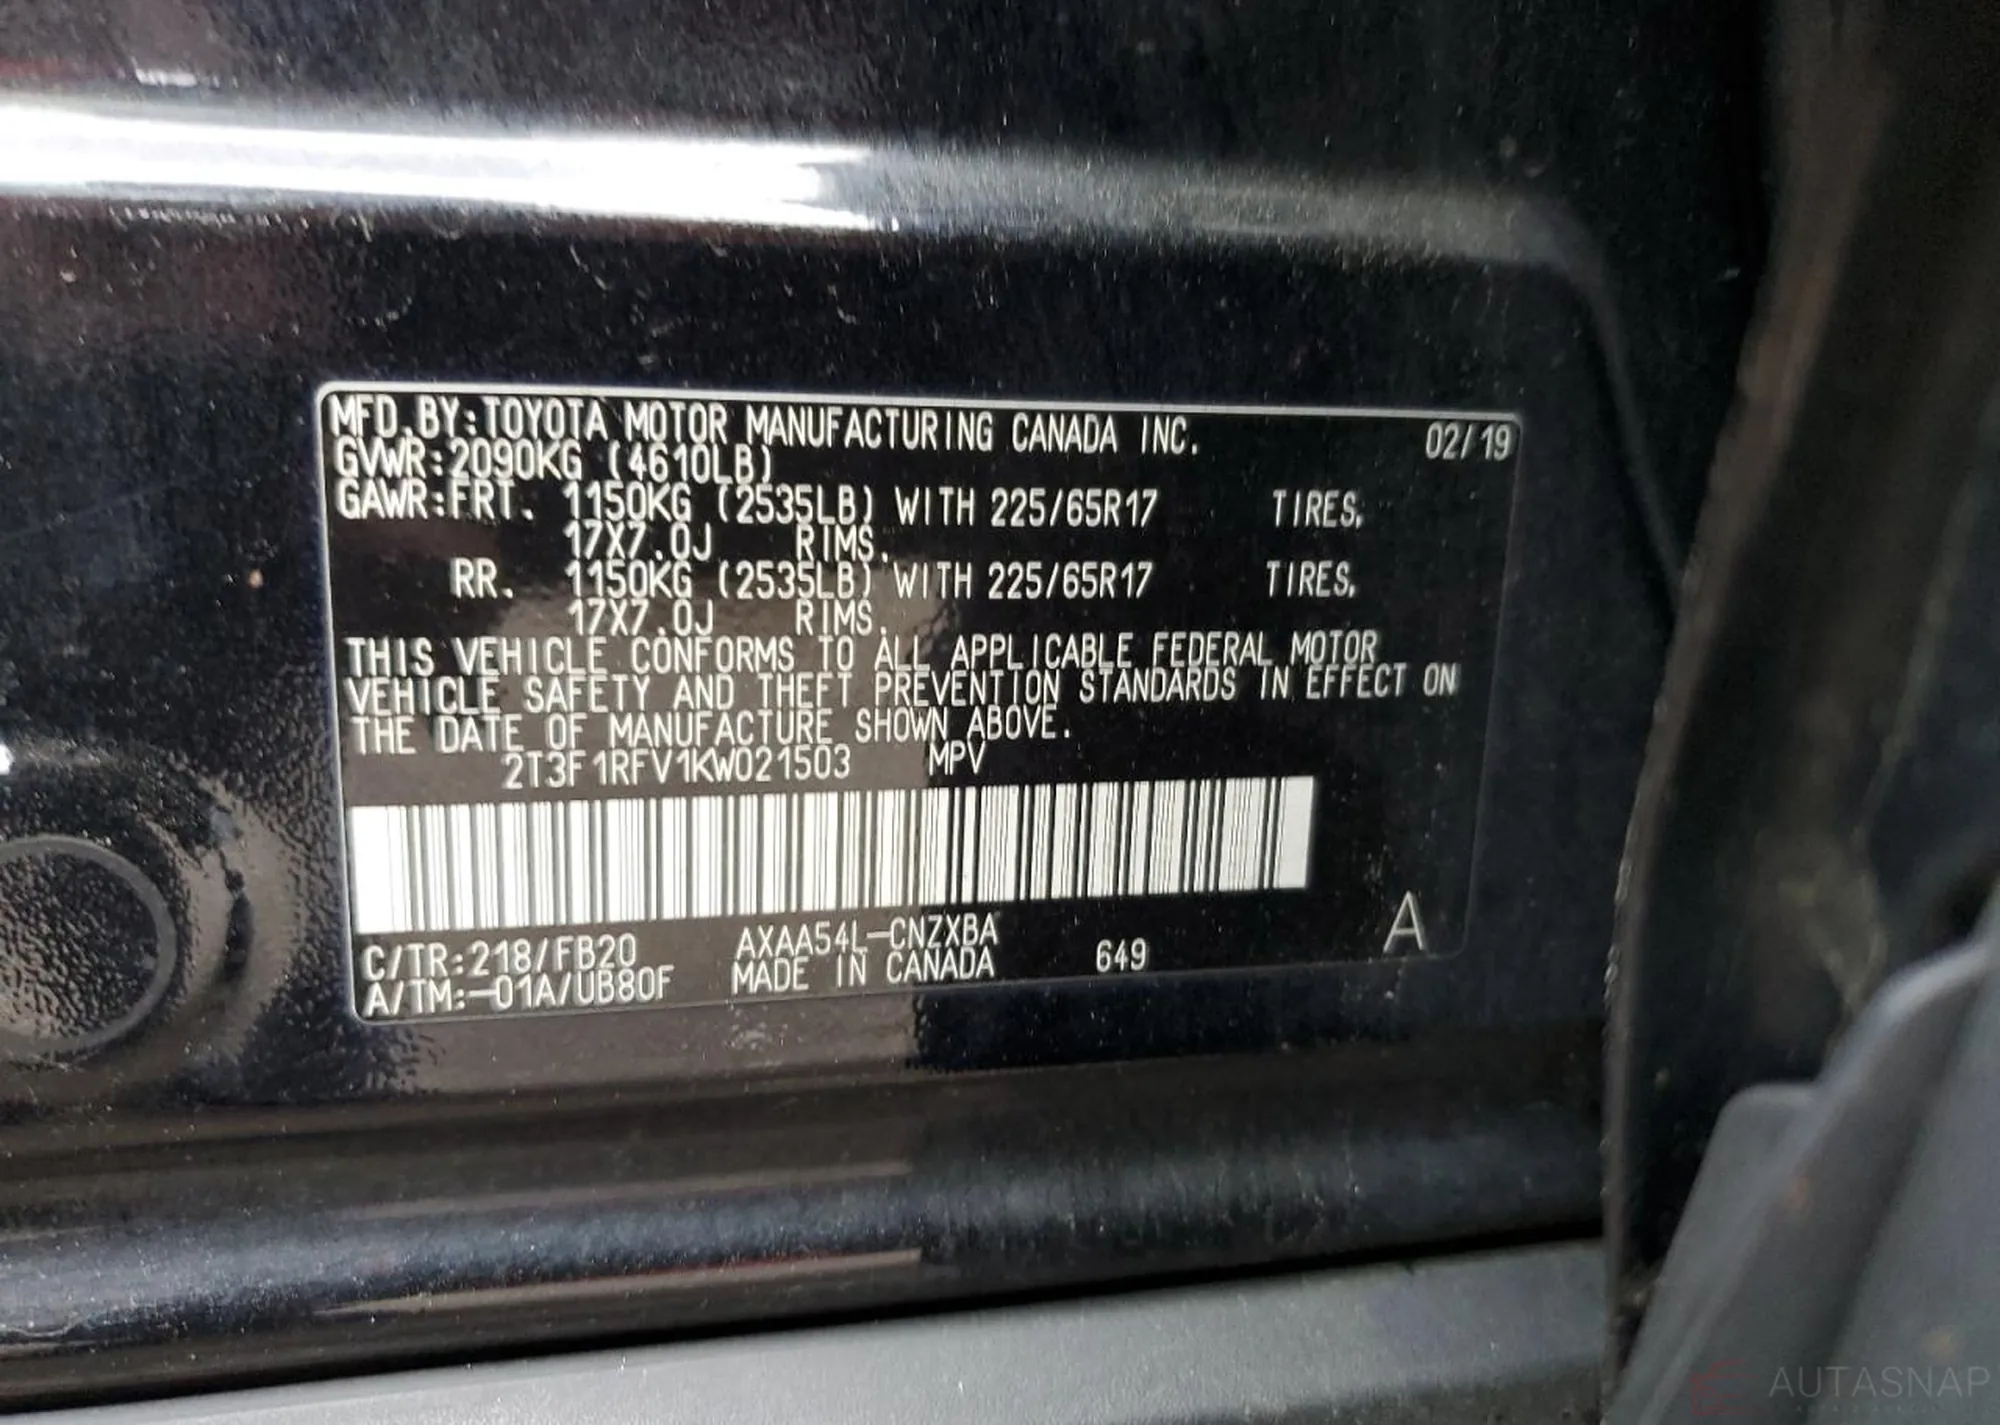 MFD.BY:TOYOTA MOTOR MANUFACTURING CANADA INC. 02/19
GVWR:2090KG (4610LB)
GAWR:FRT. 1150KG (2535LB) WITH 225/65R17 TIRES,
17X7.0J RIMS.
RR. 1150KG (2535LB) WITH 225/65R17 TIRES,
17X7.0J RIMS.
THIS VEHICLE CONFORMS TO ALL APPLICABLE FEDERAL MOTOR
VEHICLE SAFETY AND THEFT PREVENTION STANDARDS IN EFFECT ON
THE DATE OF MANUFACTURE SHOWN ABOVE.
2T3F1RFV1KW021503 MPV
C/TR:218/FB20 AXAA54L-CNZXBA 649 A
A/TM:-01A/UB80F MADE IN CANADA
AUTASNAP